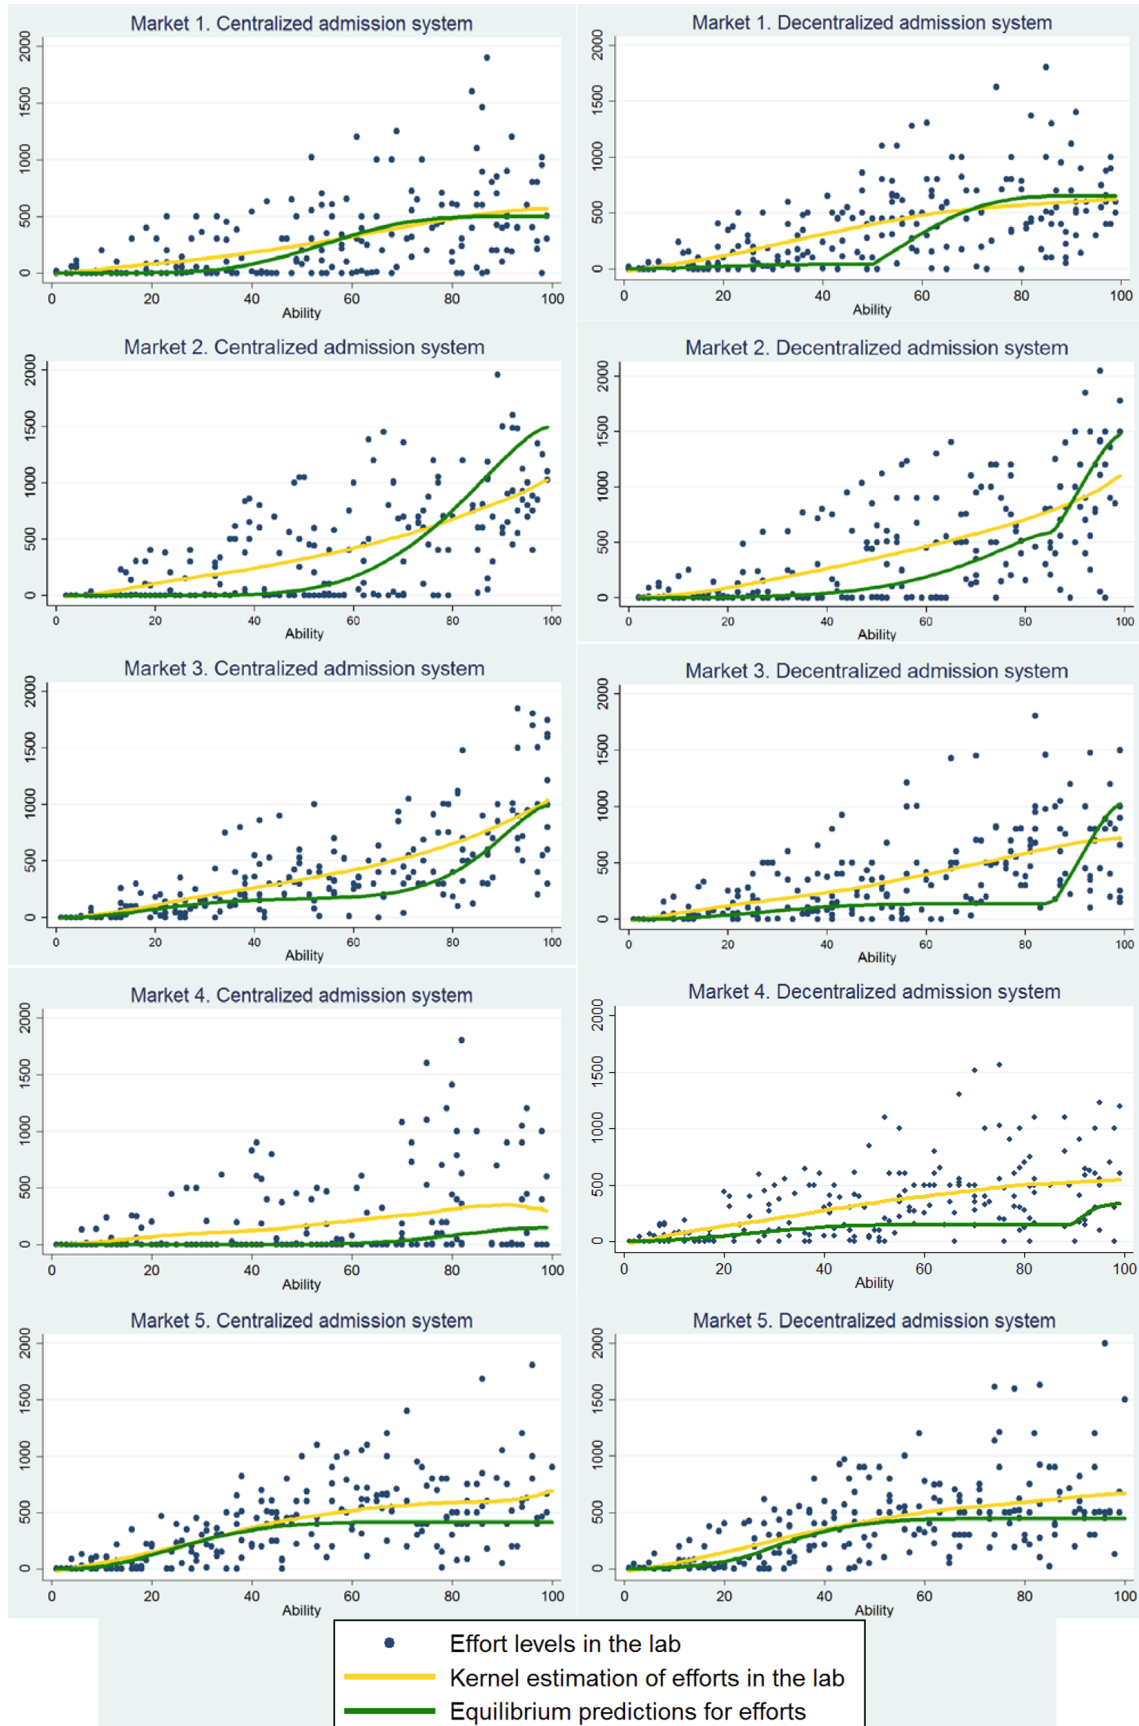 Market 1. Centralized admission system
2000
1500
1000
500
0
0 20 40 60 80 100
Ability
Market 1. Decentralized admission system
2000
1500
1000
500
0
0 20 40 60 80 100
Ability
Market 2. Centralized admission system
2000
1500
1000
500
0
0 20 40 60 80 100
Ability
Market 2. Decentralized admission system
2000
1500
1000
500
0
0 20 40 60 80 100
Ability
Market 3. Centralized admission system
2000
1500
1000
500
0
0 20 40 60 80 100
Ability
Market 3. Decentralized admission system
2000
1500
1000
500
0
0 20 40 60 80 100
Ability
Market 4. Centralized admission system
2000
1500
1000
500
0
0 20 40 60 80 100
Ability
Market 4. Decentralized admission system
2000
1500
1000
500
0
0 20 40 60 80 100
Ability
Market 5. Centralized admission system
2000
1500
1000
500
0
0 20 40 60 80 100
Ability
Market 5. Decentralized admission system
2000
1500
1000
500
0
0 20 40 60 80 100
Ability
Effort levels in the lab
Kernel estimation of efforts in the lab
Equilibrium predictions for efforts